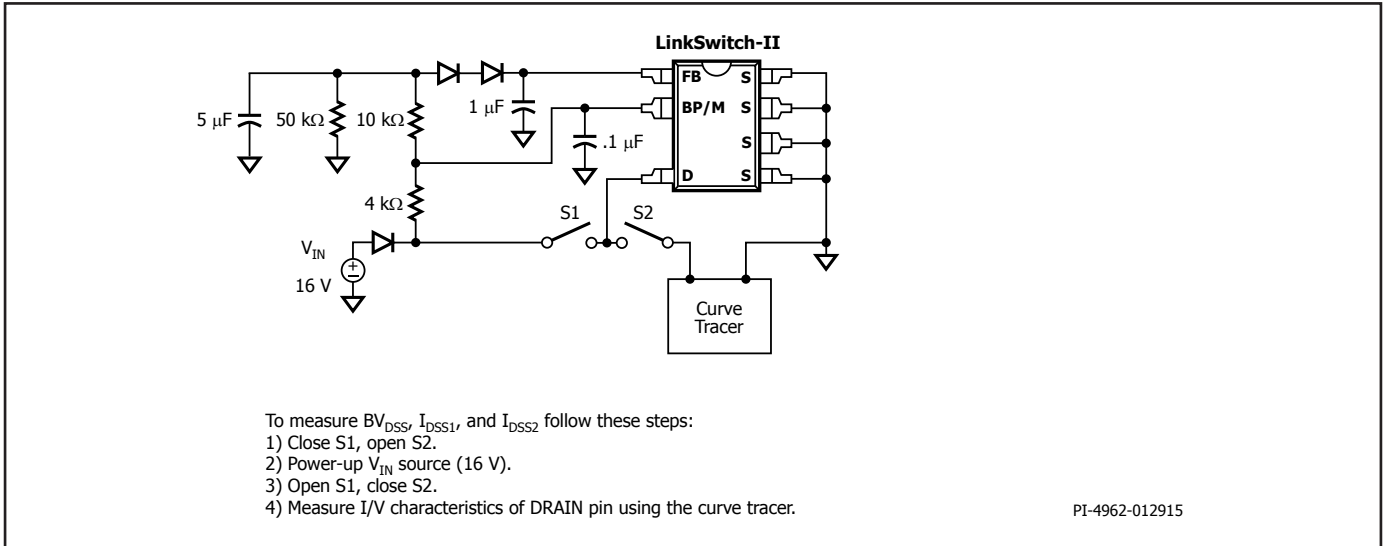 LinkSwitch-II
FB
S
5 μF
50 kΩ
10 kΩ
1 μF
BP/M
S
.1 μF
S
D
S
4 kΩ
S1
S2
V_IN
+
−
16 V
Curve
Tracer
To measure BV_DSS, I_DSS1, and I_DSS2 follow these steps:
1) Close S1, open S2.
2) Power-up V_IN source (16 V).
3) Open S1, close S2.
4) Measure I/V characteristics of DRAIN pin using the curve tracer.
PI-4962-012915